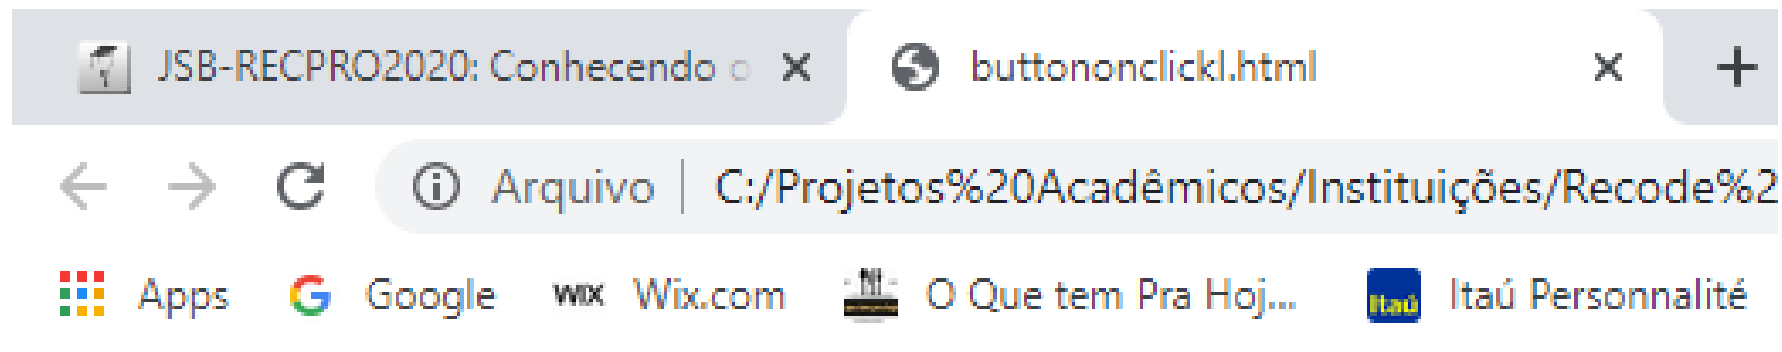 JSB-RECPRO2020: Conhecendo o buttononclickl.html
Arquivo C:/Projetos%20Acadêmicos/Instituições/Recode%2
Apps Google WIX Wix.com O Que tem Pra Hoj... Itaú Itaú Personnalité